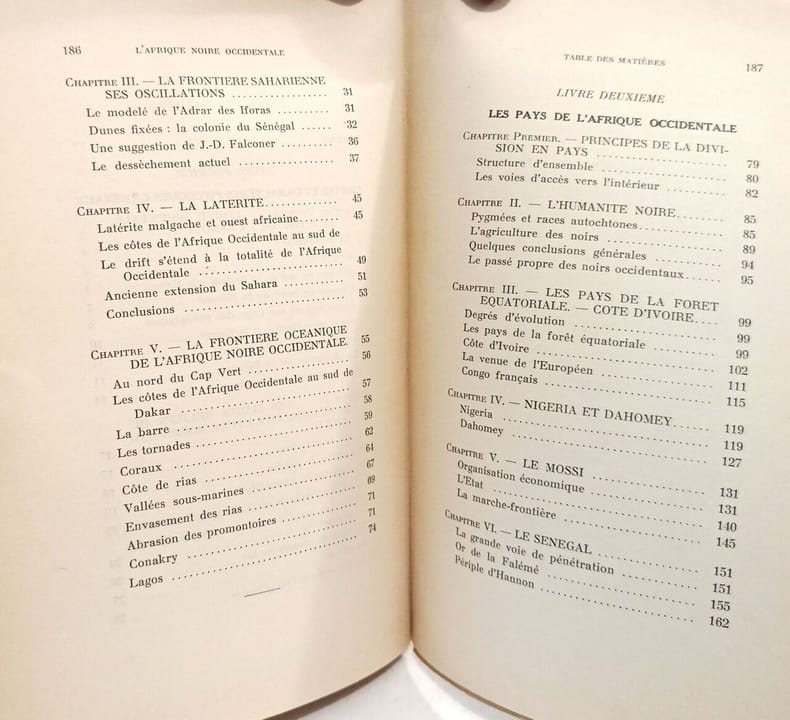 186 L'AFRIQUE NOIRE OCCIDENTALE
CHAPITRE III. — LA FRONTIERE SAHARIENNE
SES OSCILLATIONS .................. 31
Le modelé de l'Adrar des Iforas .......... 31
Dunes fixées : la colonie du Sénégal ...... 32
Une suggestion de J.-D. Falconer .......... 36
Le dessèchement actuel .................. 37
CHAPITRE IV. — LA LATERITE............... 45
Latérite malgache et ouest africaine........ 45
Les côtes de l'Afrique Occidentale au sud de
Le drift s'étend à la totalité de l'Afrique
Occidentale .......................... 49
Ancienne extension du Sahara ............ 51
Conclusions ............................ 53
CHAPITRE V. — LA FRONTIERE OCEANIQUE
DE L'AFRIQUE NOIRE OCCIDENTALE. 55
Au nord du Cap Vert .................... 56
Les côtes de l'Afrique Occidentale au sud de
Dakar .............................. 57
La barre .............................. 58
Les tornades ............................ 59
Coraux ................................ 62
Côte de rias ............................ 64
Vallées sous-marines .................... 67
Envasement des rias .................... 69
Abrasion des promontoires ................ 71
Conakry ................................ 71
Lagos .................................. 74
TABLE DES MATIÈRES 187
LIVRE DEUXIEME
LES PAYS DE L'AFRIQUE OCCIDENTALE
CHAPITRE PREMIER. — PRINCIPES DE LA DIVI-
SION EN PAYS ........................ 79
Structure d'ensemble .................... 80
Les voies d'accès vers l'intérieur .......... 82
CHAPITRE II. — L'HUMANITE NOIRE........ 85
Pygmées et races autochtones.............. 85
L'agriculture des noirs .................. 89
Quelques conclusions générales ............ 94
Le passé propre des noirs occidentaux...... 95
CHAPITRE III. — LES PAYS DE LA FORET
EQUATORIALE. — COTE D'IVOIRE.... 99
Degrés d'évolution ...................... 99
Les pays de la forêt équatoriale .......... 99
Côte d'Ivoire .......................... 102
La venue de l'Européen .................. 111
Congo français .......................... 115
CHAPITRE IV. — NIGERIA ET DAHOMEY...... 119
Nigeria ................................ 119
Dahomey ................................ 127
CHAPITRE V. — LE MOSSI .................. 131
Organisation économique .................. 131
L'Etat ................................ 140
La marche-frontière ...................... 145
CHAPITRE VI. — LE SENEGAL .............. 151
La grande voie de pénétration ............ 151
Or de la Falémé ........................ 155
Périple d'Hannon ........................ 162